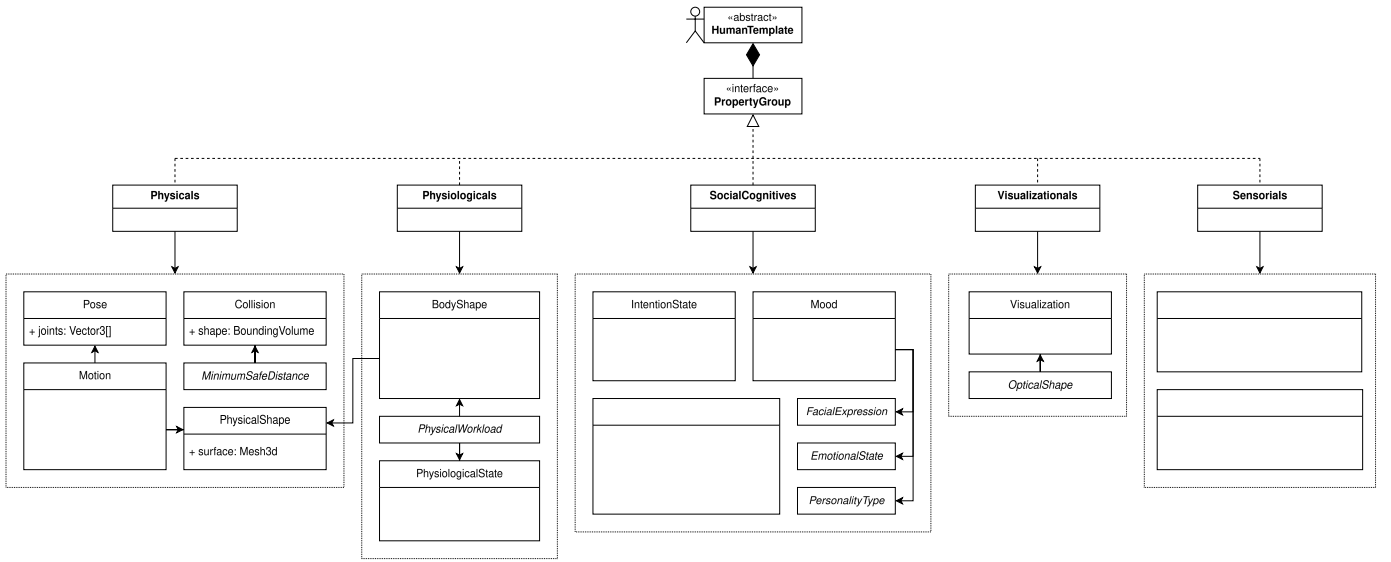 «abstract»
HumanTemplate
«interface»
PropertyGroup
Physicals
Physiologicals
SocialCognitives
Visualizationals
Sensorials
Pose
+ joints: Vector3[]
Collision
+ shape: BoundingVolume
Motion
MinimumSafeDistance
PhysicalShape
+ surface: Mesh3d
BodyShape
PhysicalWorkload
PhysiologicalState
IntentionState
Mood
FacialExpression
EmotionalState
PersonalityType
Visualization
OpticalShape